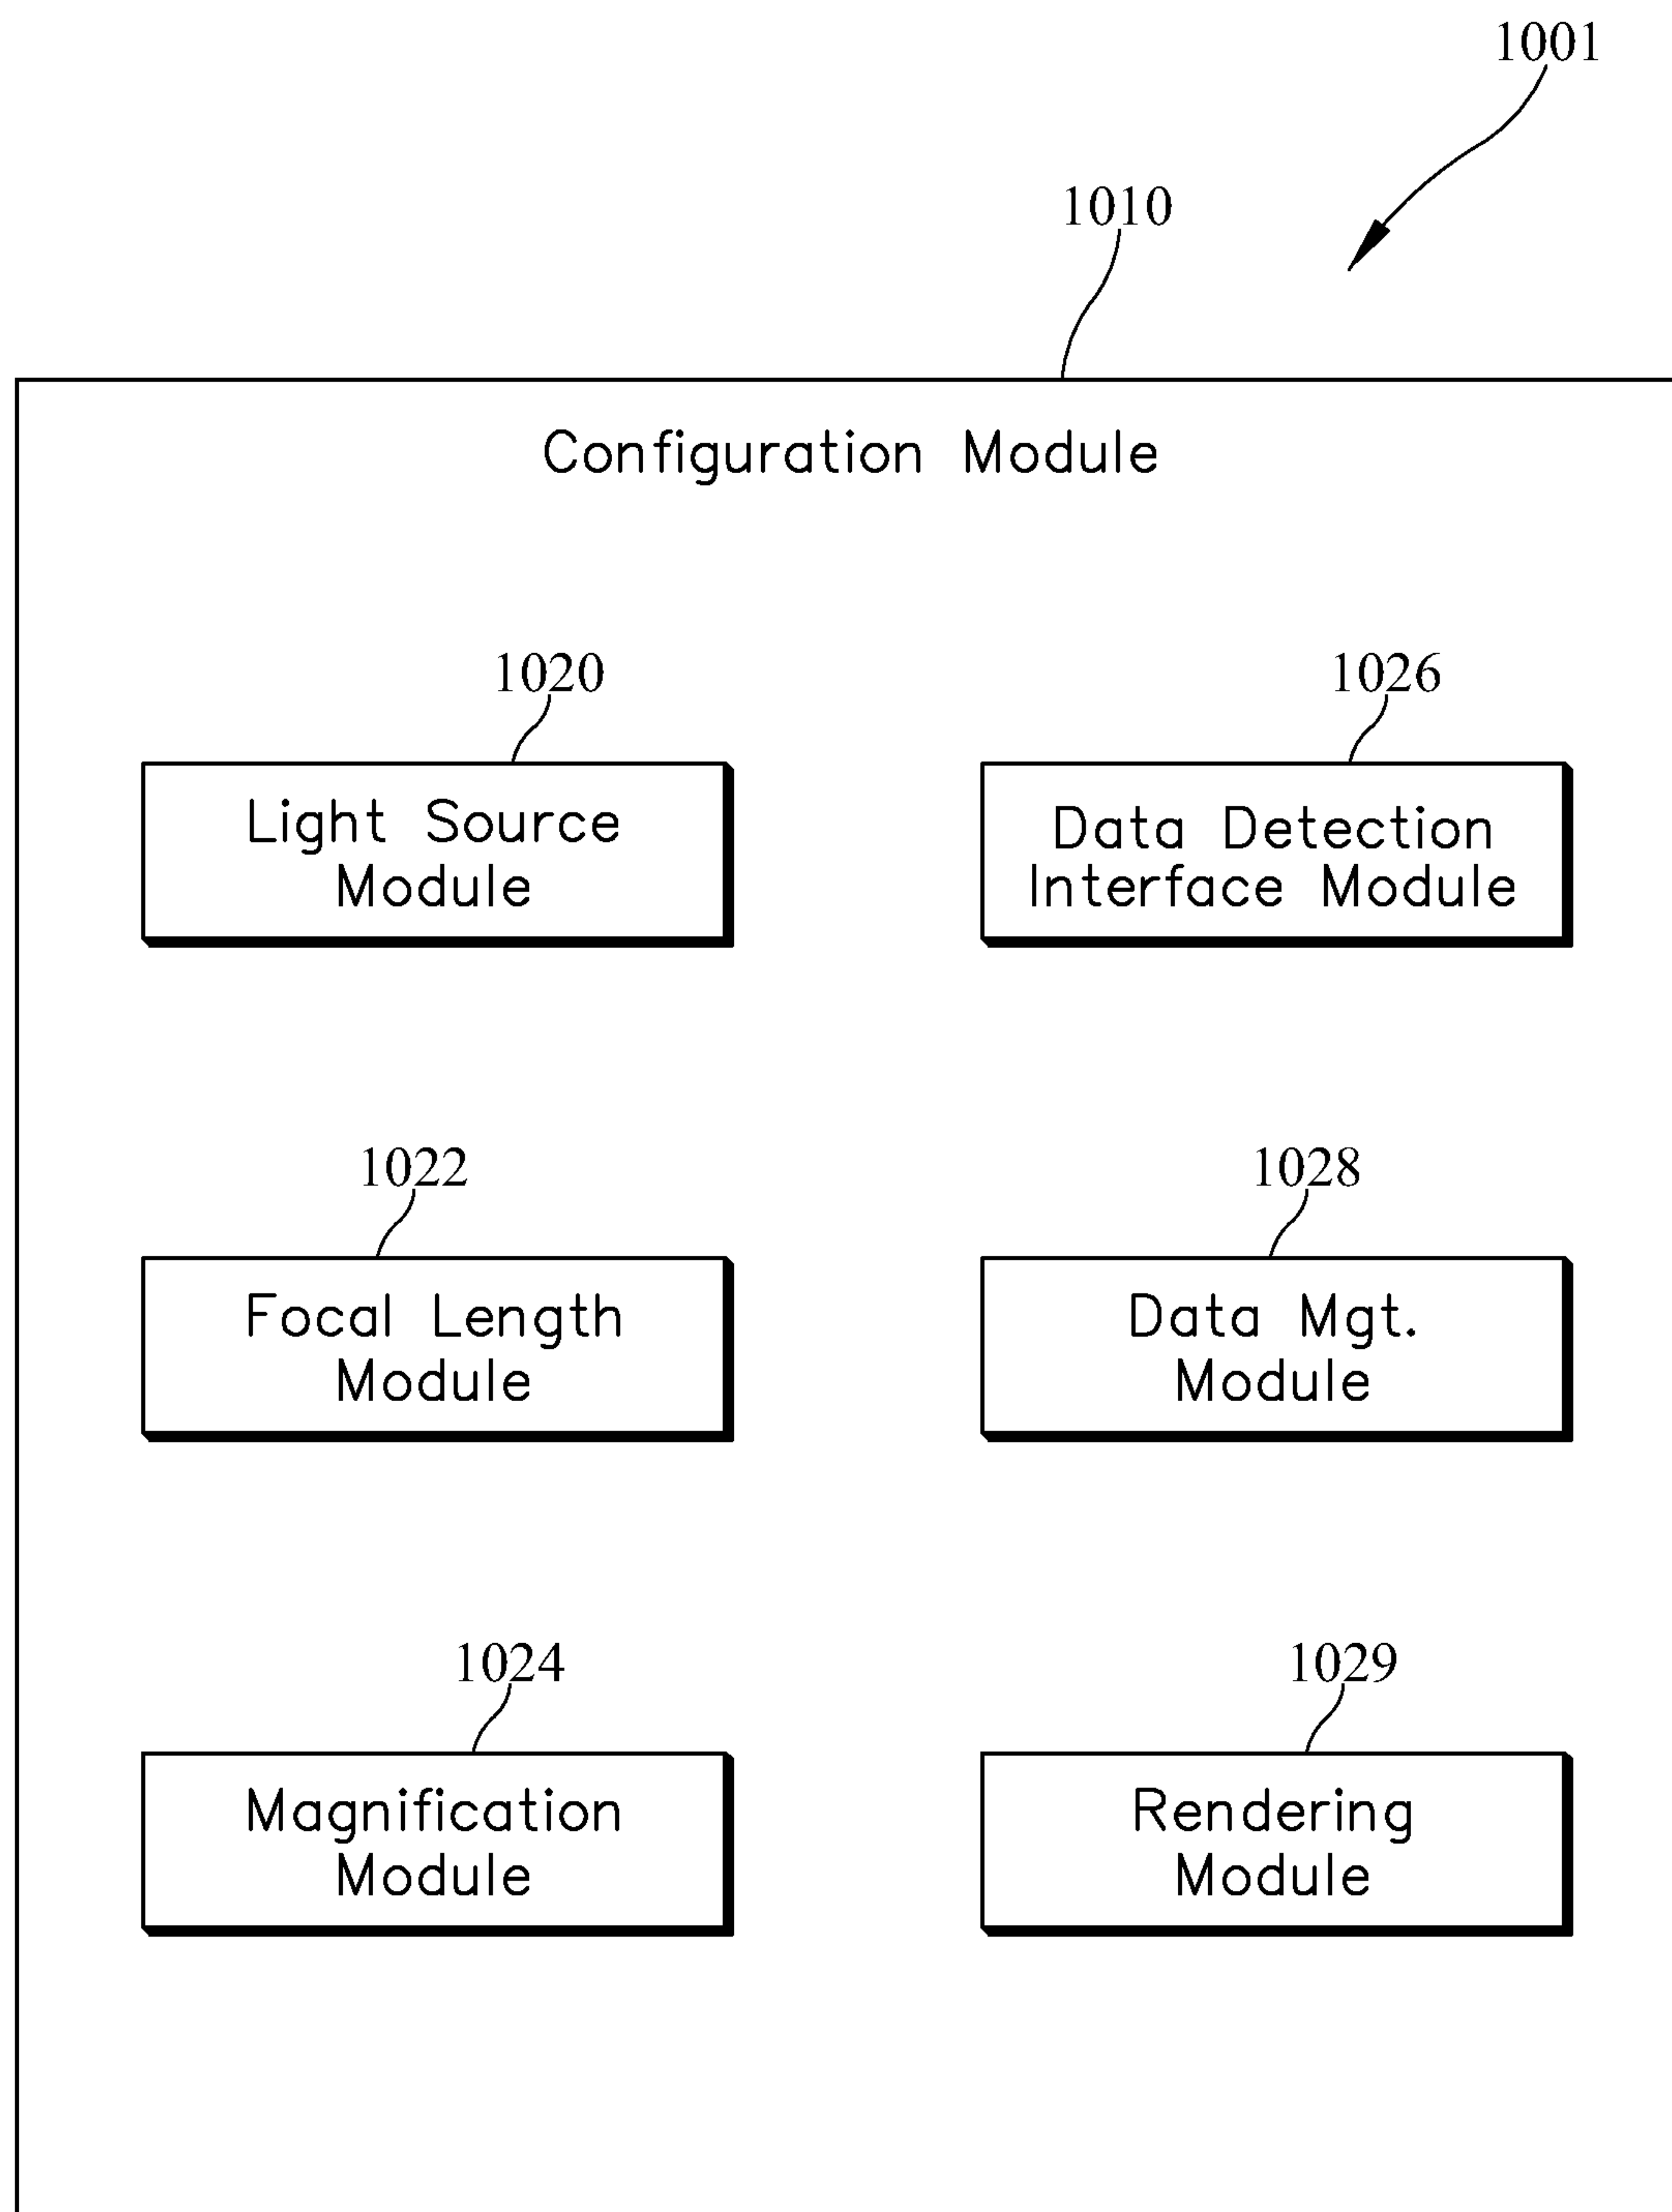 1001
1010
Configuration Module
1020
Light Source
Module
1026
Data Detection
Interface Module
1022
Focal Length
Module
1028
Data Mgt.
Module
1024
Magnification
Module
1029
Rendering
Module